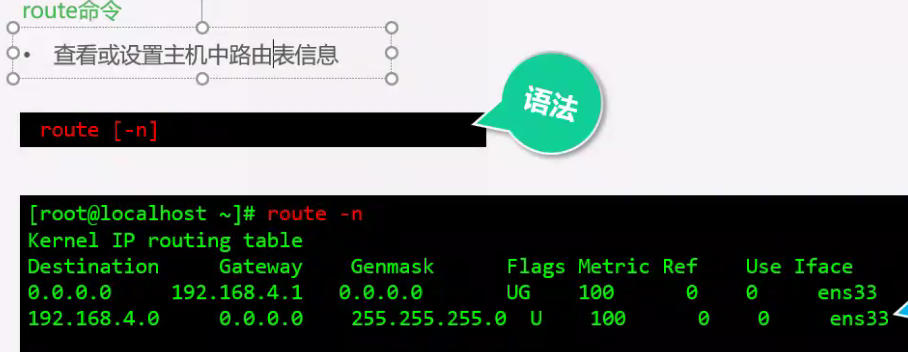 route命令
• 查看或设置主机中路由表信息
语法
route [-n]
[root@localhost ~]# route -n
Kernel IP routing table
Destination Gateway Genmask Flags Metric Ref Use Iface
0.0.0.0 192.168.4.1 0.0.0.0 UG 100 0 0 ens33
192.168.4.0 0.0.0.0 255.255.255.0 U 100 0 0 ens33